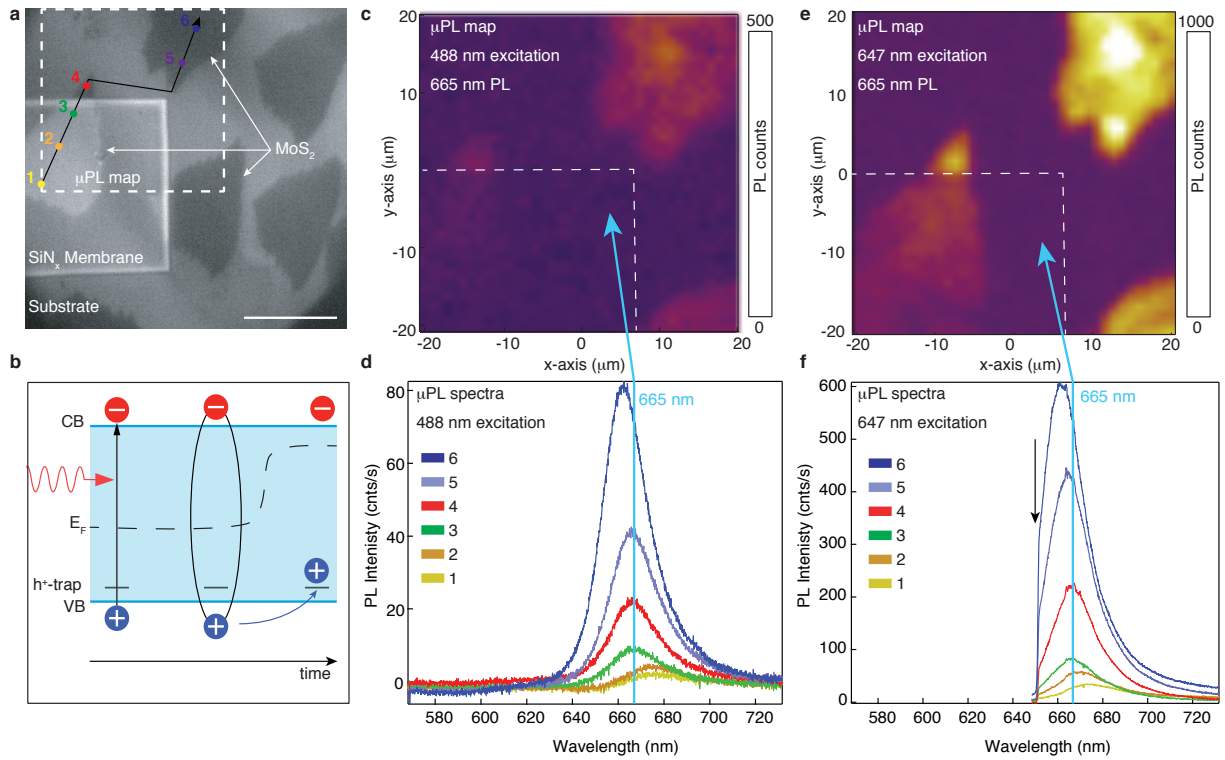 a
6
5
4
3
2
MoS₂
1
μPL map
SiNₓ Membrane
Substrate
b
CB
E_F
h⁺-trap
VB
time
c
μPL map
488 nm excitation
665 nm PL
20
10
0
-10
-20
y-axis (μm)
-20
-10
0
10
20
x-axis (μm)
500
PL counts
0
d
μPL spectra
488 nm excitation
665 nm
6
5
4
3
2
1
80
60
40
20
0
PL Intenisty (cnts/s)
580
600
620
640
660
680
700
720
Wavelength (nm)
e
μPL map
647 nm excitation
665 nm PL
20
10
0
-10
-20
y-axis (μm)
-20
-10
0
10
20
x-axis (μm)
1000
PL counts
0
f
μPL spectra
647 nm excitation
665 nm
6
5
4
3
2
1
600
500
400
300
200
100
0
PL Intenisty (cnts/s)
580
600
620
640
660
680
700
720
Wavelength (nm)